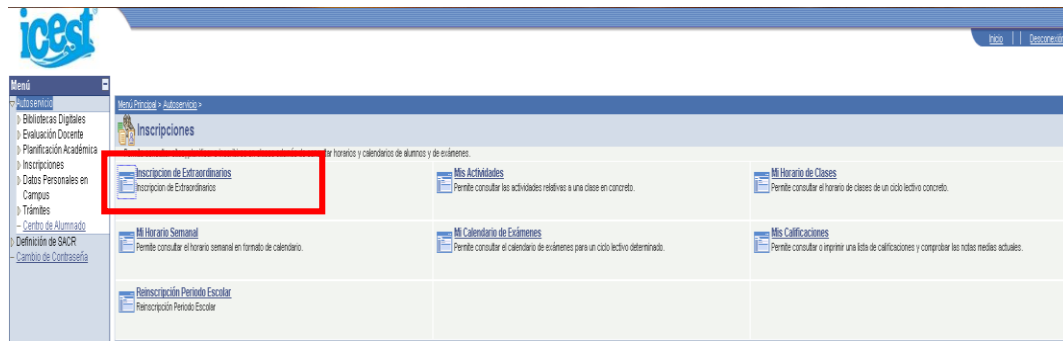 icest
Inicio | | Desconexión
Menú
Autoservicio
Bibliotecas Digitales
Evaluación Docente
Planificación Académica
Inscripciones
Datos Personales en
Campus
Trámites
Centro de Alumnado
Definición de SACR
Cambio de Contraseña
Menú Principal > Autoservicio >
Inscripciones
Permite consultar horarios y calendarios de alumnos y de exámenes.
Inscripcion de Extraordinarios
Inscripcion de Extraordinarios
Mis Actividades
Permite consultar las actividades relativas a una clase en concreto.
Mi Horario de Clases
Permite consultar el horario de clases de un ciclo lectivo concreto.
Mi Horario Semanal
Permite consultar el horario semanal en formato de calendario.
Mi Calendario de Exámenes
Permite consultar el calendario de exámenes para un ciclo lectivo determinado.
Mis Calificaciones
Permite consultar o imprimir una lista de calificaciones y comprobar las notas medias actuales.
Reinscripción Periodo Escolar
Reinscripción Periodo Escolar